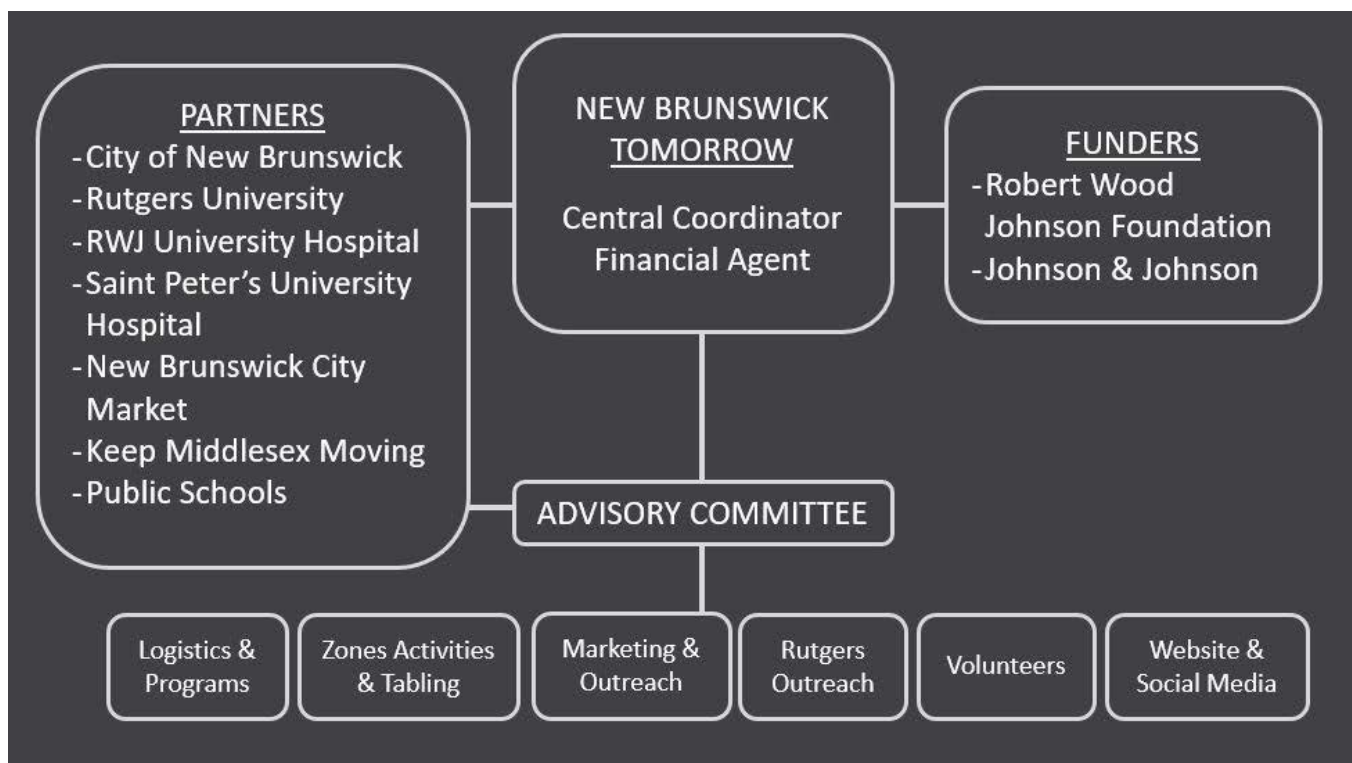 PARTNERS
-City of New Brunswick
-Rutgers University
-RWJ University Hospital
-Saint Peter’s University
Hospital
-New Brunswick City
Market
-Keep Middlesex Moving
-Public Schools
NEW BRUNSWICK
TOMORROW
Central Coordinator
Financial Agent
FUNDERS
-Robert Wood
Johnson Foundation
-Johnson & Johnson
ADVISORY COMMITTEE
Logistics &
Programs
Zones Activities
& Tabling
Marketing &
Outreach
Rutgers
Outreach
Volunteers
Website &
Social Media